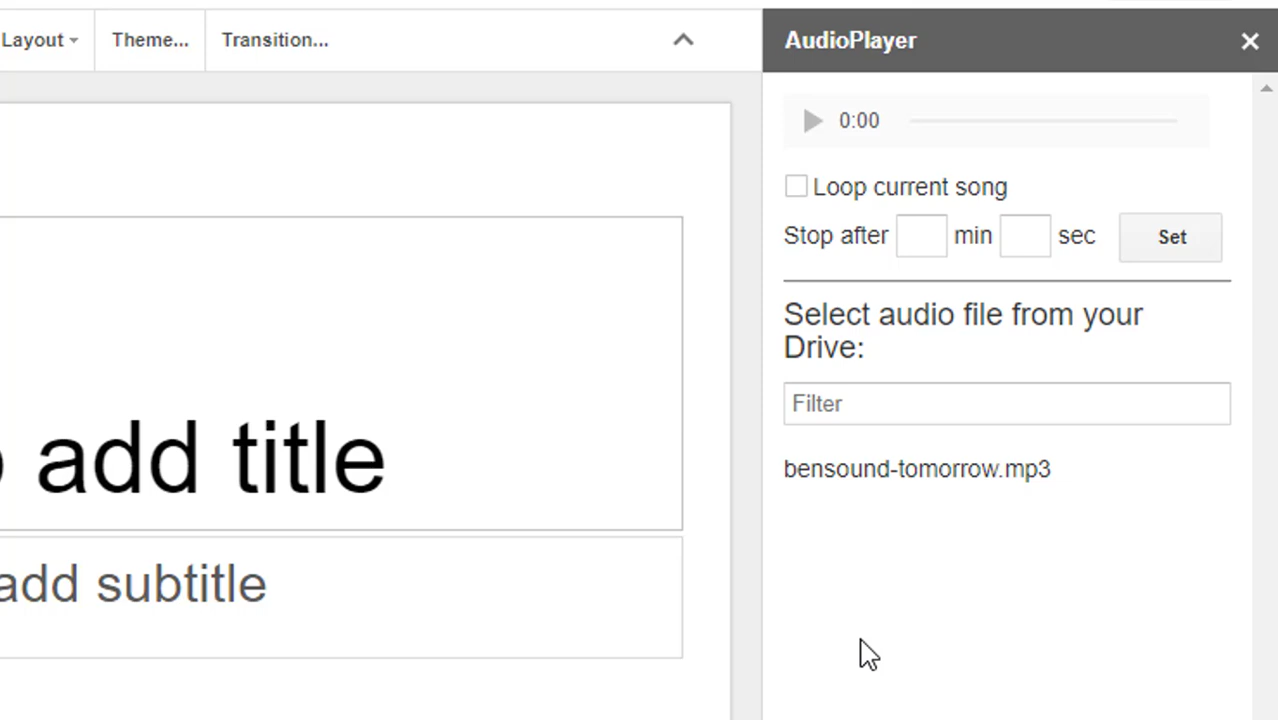 Layout Theme... Transition...
AudioPlayer
0:00
Loop current song
Stop after min sec Set
Select audio file from your
Drive:
Filter
bensound-tomorrow.mp3
add title
add subtitle